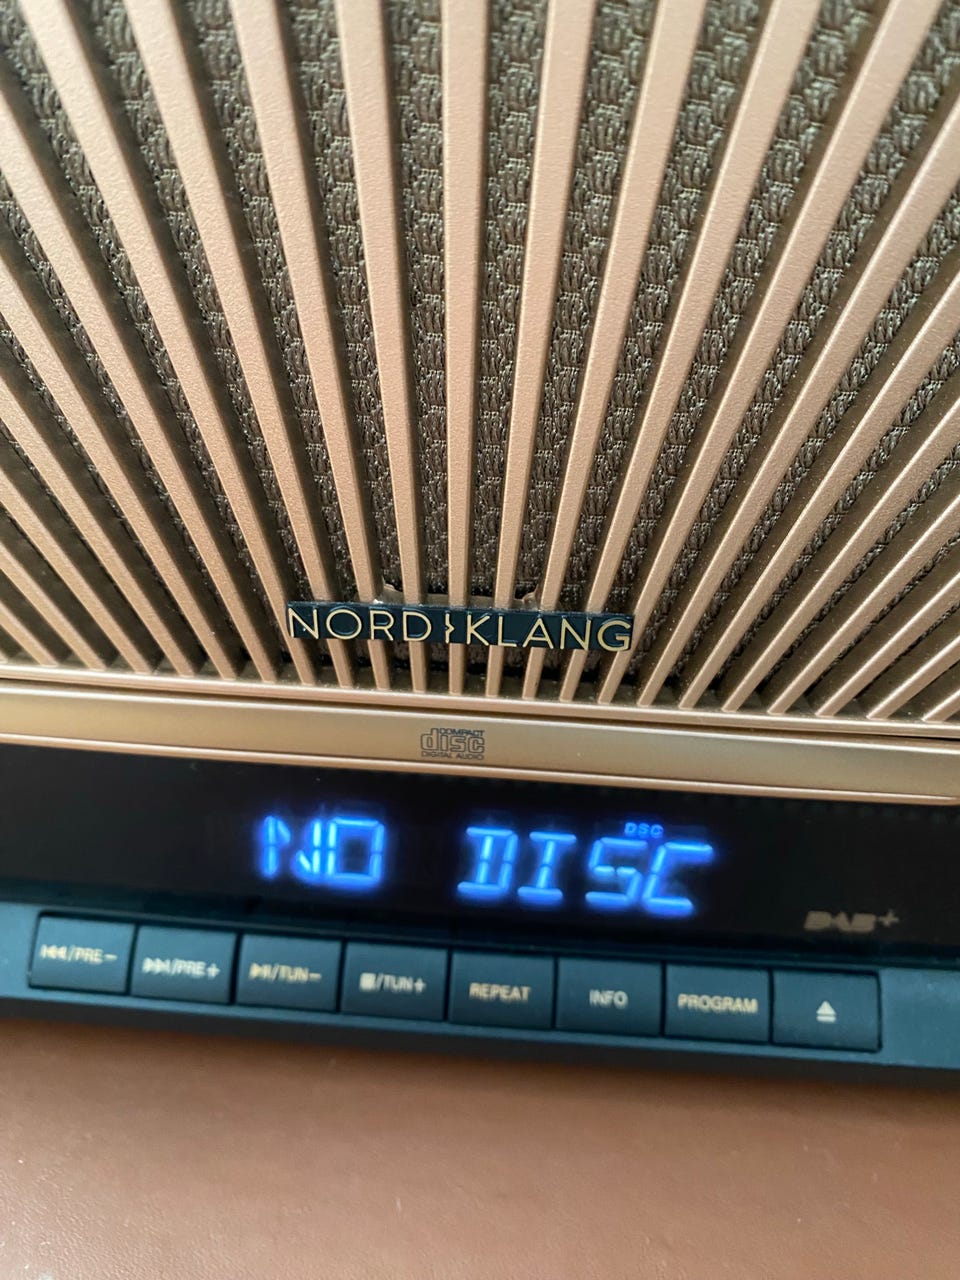 NORD KLANG
COMPACT
disc
DIGITAL AUDIO
DSC
NO DISC
DAB+
⏮/PRE− ⏭/PRE+ ⏯/TUN− ⏹/TUN+ REPEAT INFO PROGRAM ⏏